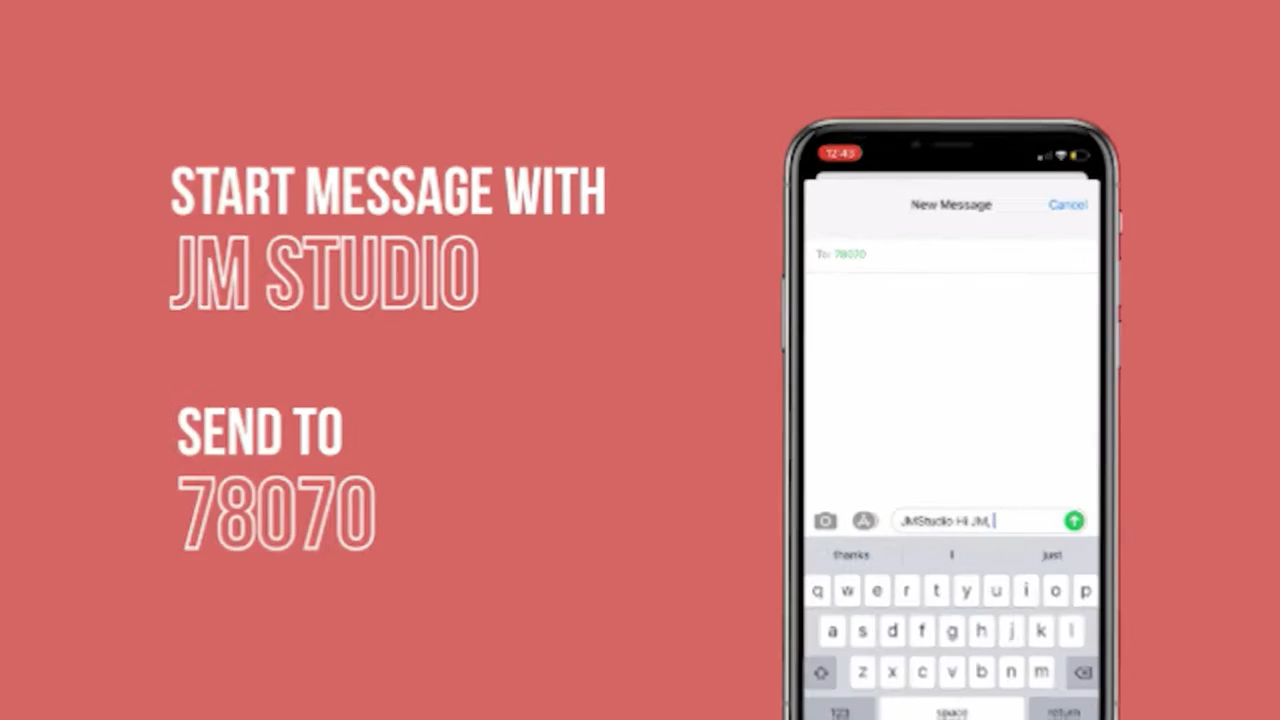 START MESSAGE WITH
JM STUDIO
SEND TO
78070
12:43
New Message
Cancel
To: 78070
JMStudio Hi JM,
thanks
I
just
q w e r t y u i o p
a s d f g h j k l
z x c v b n m
123
space
return